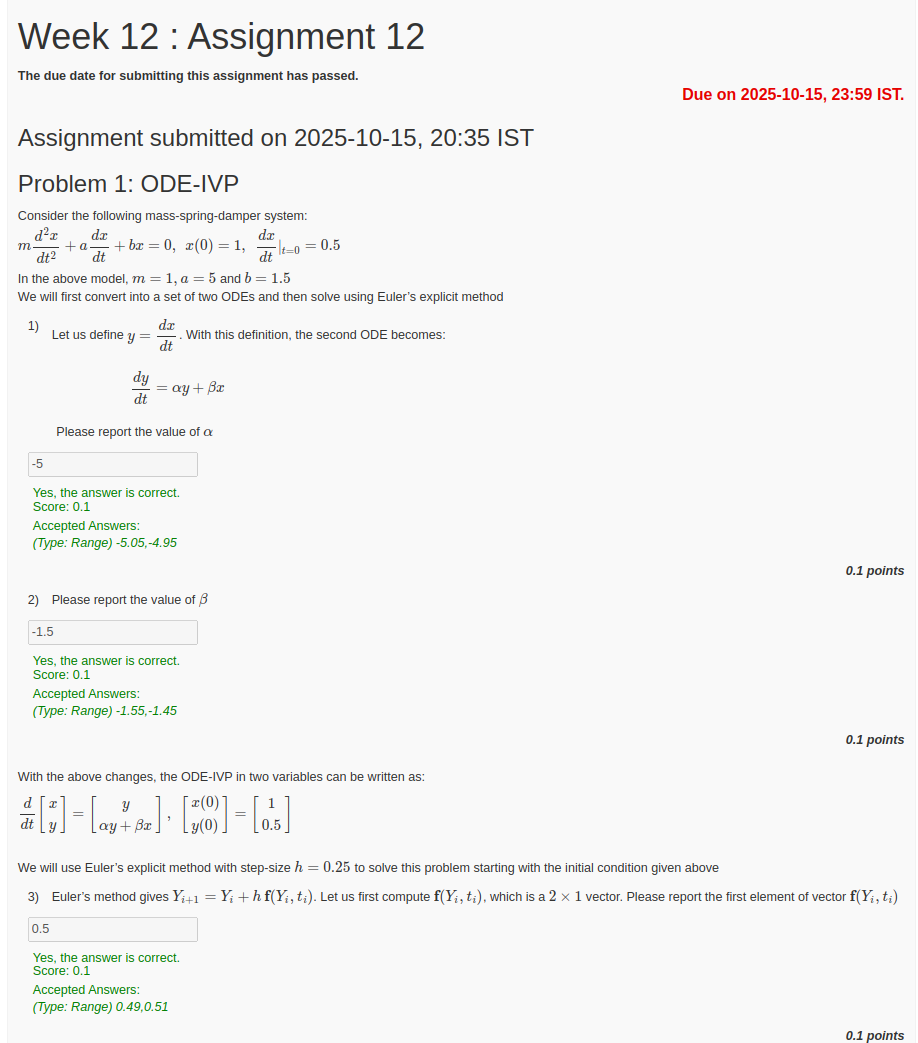 Week 12 : Assignment 12
The due date for submitting this assignment has passed.
Due on 2025-10-15, 23:59 IST.
Assignment submitted on 2025-10-15, 20:35 IST
Problem 1: ODE-IVP
Consider the following mass-spring-damper system:
$m\frac{d^2x}{dt^2} + a\frac{dx}{dt} + bx = 0, \; x(0) = 1, \; \frac{dx}{dt}|_{t=0} = 0.5$
In the above model, $m = 1, a = 5$ and $b = 1.5$
We will first convert into a set of two ODEs and then solve using Euler's explicit method
1) Let us define $y = \frac{dx}{dt}$. With this definition, the second ODE becomes:
$\frac{dy}{dt} = \alpha y + \beta x$
Please report the value of $\alpha$
-5
Yes, the answer is correct.
Score: 0.1
Accepted Answers:
(Type: Range) -5.05,-4.95
0.1 points
2) Please report the value of $\beta$
-1.5
Yes, the answer is correct.
Score: 0.1
Accepted Answers:
(Type: Range) -1.55,-1.45
0.1 points
With the above changes, the ODE-IVP in two variables can be written as:
$\frac{d}{dt}\begin{bmatrix} x \\ y \end{bmatrix} = \begin{bmatrix} y \\ \alpha y + \beta x \end{bmatrix}, \; \begin{bmatrix} x(0) \\ y(0) \end{bmatrix} = \begin{bmatrix} 1 \\ 0.5 \end{bmatrix}$
We will use Euler's explicit method with step-size $h = 0.25$ to solve this problem starting with the initial condition given above
3) Euler's method gives $Y_{i+1} = Y_i + h\,\mathbf{f}(Y_i, t_i)$. Let us first compute $\mathbf{f}(Y_i, t_i)$, which is a $2 \times 1$ vector. Please report the first element of vector $\mathbf{f}(Y_i, t_i)$
0.5
Yes, the answer is correct.
Score: 0.1
Accepted Answers:
(Type: Range) 0.49,0.51
0.1 points